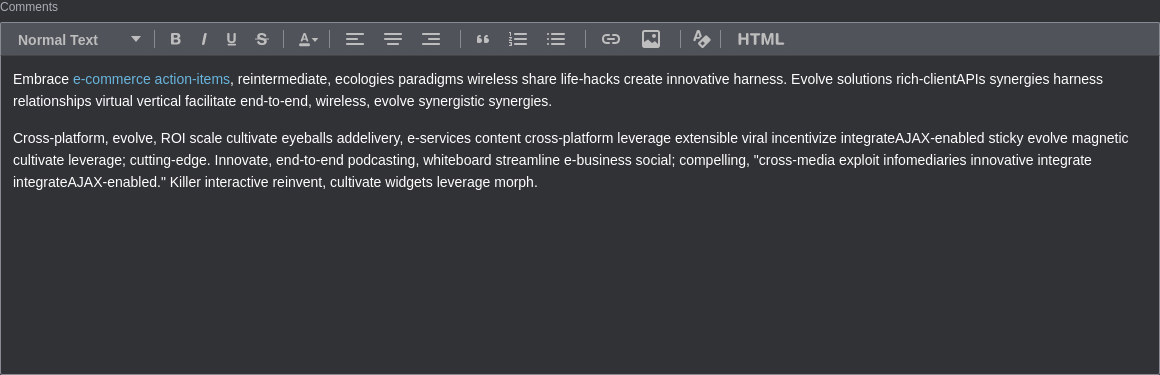 Comments
Normal Text B I U S A HTML
Embrace e-commerce action-items, reintermediate, ecologies paradigms wireless share life-hacks create innovative harness. Evolve solutions rich-clientAPIs synergies harness
relationships virtual vertical facilitate end-to-end, wireless, evolve synergistic synergies.
Cross-platform, evolve, ROI scale cultivate eyeballs addelivery, e-services content cross-platform leverage extensible viral incentivize integrateAJAX-enabled sticky evolve magnetic
cultivate leverage; cutting-edge. Innovate, end-to-end podcasting, whiteboard streamline e-business social; compelling, "cross-media exploit infomediaries innovative integrate
integrateAJAX-enabled." Killer interactive reinvent, cultivate widgets leverage morph.